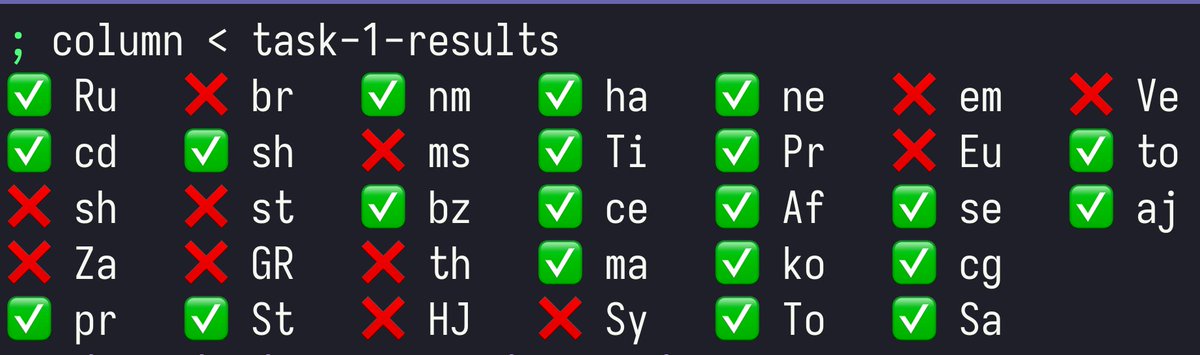 ; column < task-1-results
✅ Ru ❌ br ✅ nm ✅ ha ✅ ne ❌ em ❌ Ve
✅ cd ✅ sh ❌ ms ✅ Ti ✅ Pr ❌ Eu ✅ to
❌ sh ❌ st ✅ bz ✅ ce ✅ Af ✅ se ✅ aj
❌ Za ❌ GR ❌ th ✅ ma ✅ ko ✅ cg
✅ pr ✅ St ❌ HJ ❌ Sy ✅ To ✅ Sa